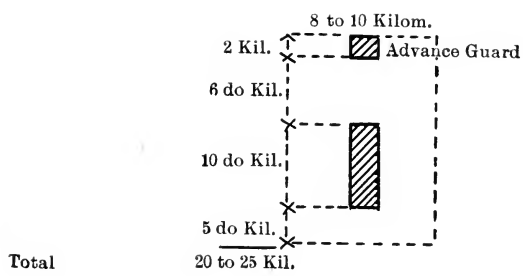 8 to 10 Kilom.
2 Kil. Advance Guard
6 do Kil.
10 do Kil.
5 do Kil.
Total 20 to 25 Kil.